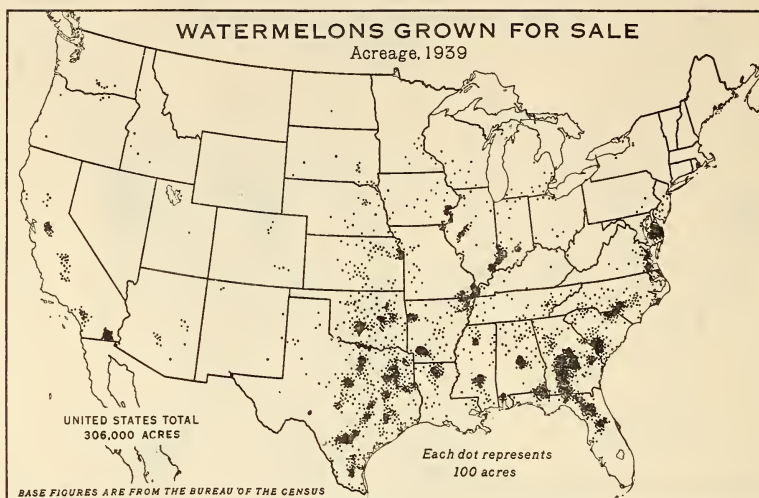 WATERMELONS GROWN FOR SALE
Acreage, 1939
UNITED STATES TOTAL
306,000 ACRES
Each dot represents
100 acres
BASE FIGURES ARE FROM THE BUREAU OF THE CENSUS